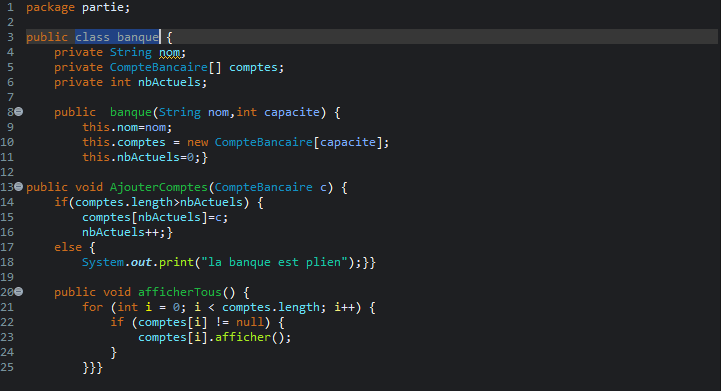 1 package partie;
2
3 public class banque {
4     private String nom;
5     private CompteBancaire[] comptes;
6     private int nbActuels;
7
8     public  banque(String nom,int capacite) {
9         this.nom=nom;
10         this.comptes = new CompteBancaire[capacite];
11         this.nbActuels=0;}
12
13 public void AjouterComptes(CompteBancaire c) {
14     if(comptes.length>nbActuels) {
15         comptes[nbActuels]=c;
16         nbActuels++;}
17     else {
18         System.out.print("la banque est plien");}}
19
20     public void afficherTous() {
21         for (int i = 0; i < comptes.length; i++) {
22             if (comptes[i] != null) {
23                 comptes[i].afficher();
24             }
25         }}}